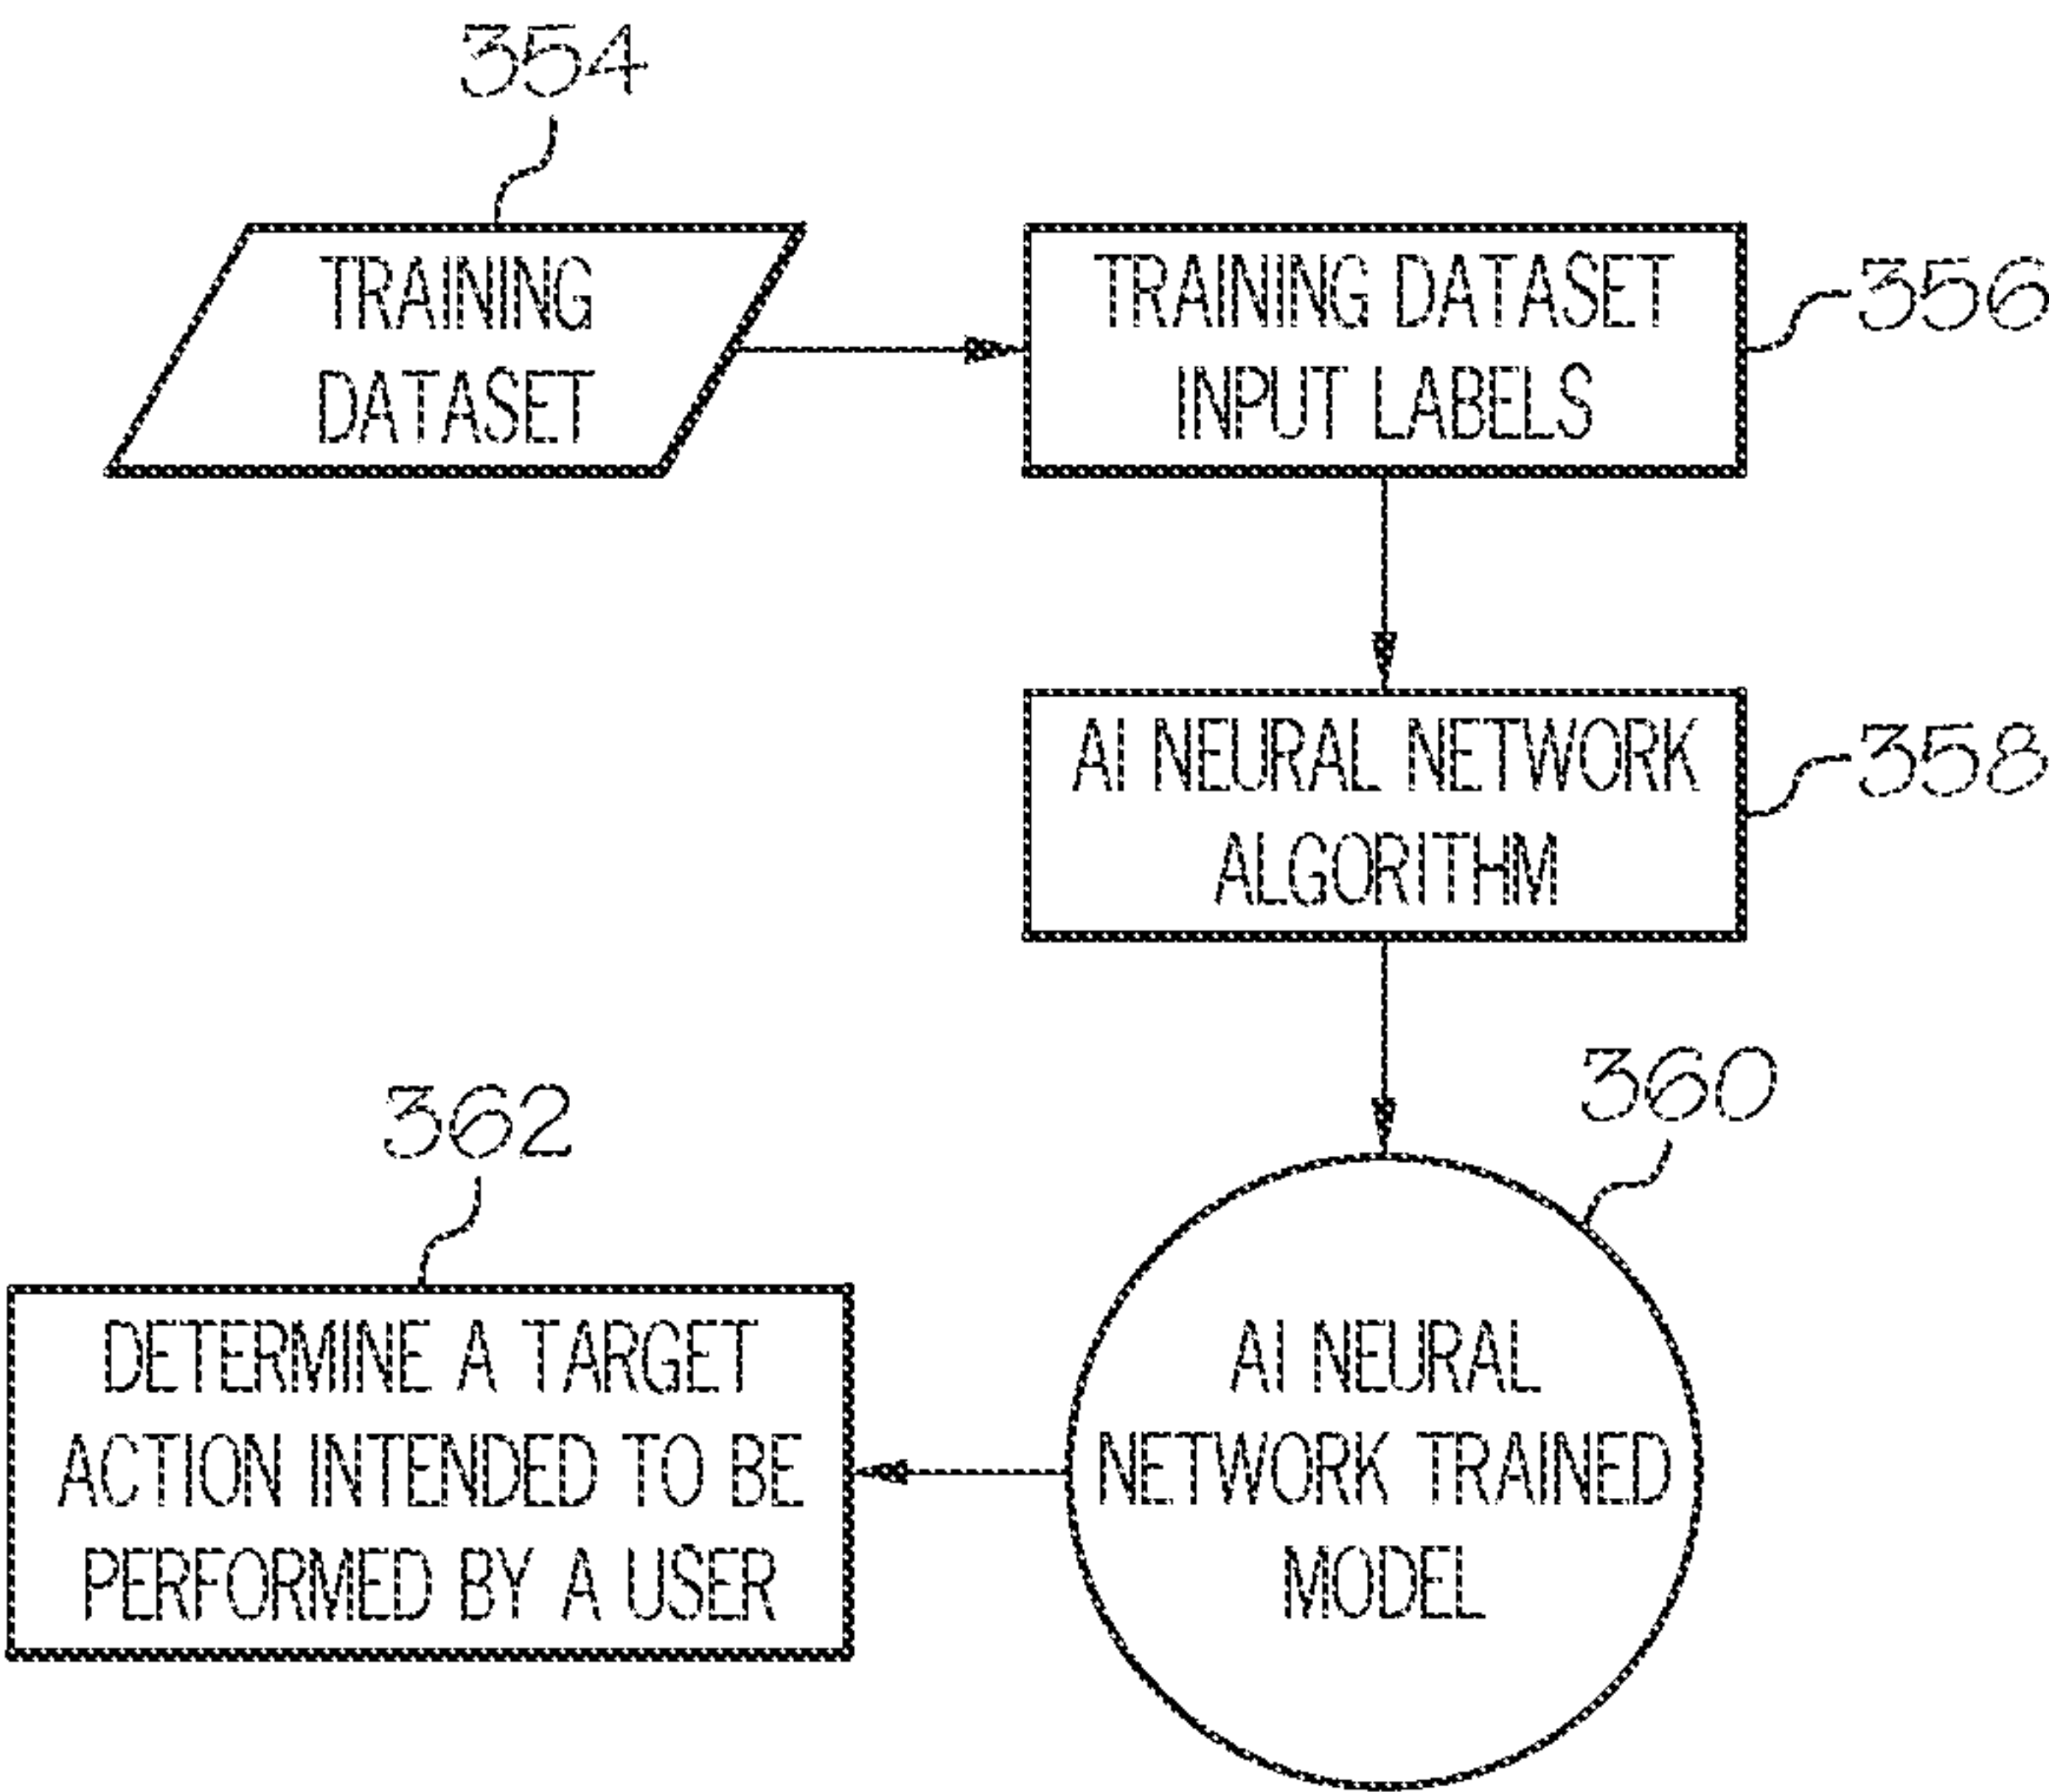 354
TRAINING
DATASET
TRAINING DATASET
INPUT LABELS
356
AI NEURAL NETWORK
ALGORITHM
358
360
AI NEURAL
NETWORK TRAINED
MODEL
362
DETERMINE A TARGET
ACTION INTENDED TO BE
PERFORMED BY A USER